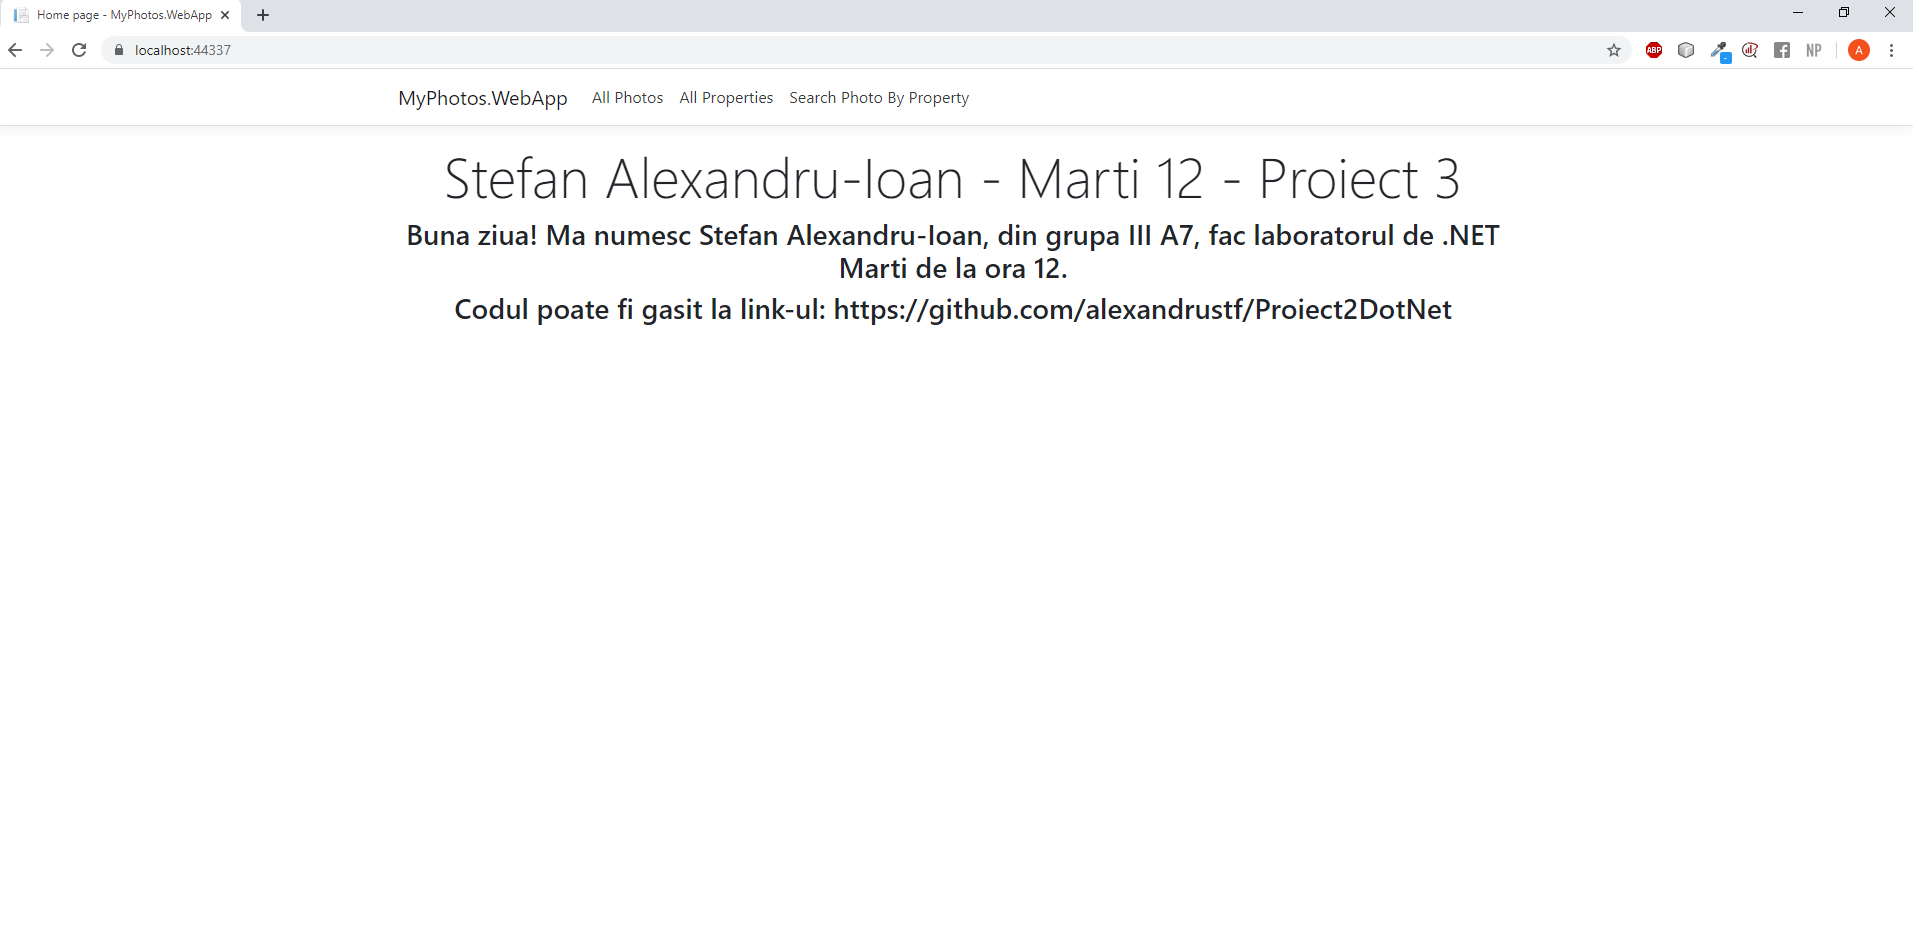 Home page - MyPhotos.WebApp
localhost:44337
ABP
NP
A
MyPhotos.WebApp All Photos All Properties Search Photo By Property
Stefan Alexandru-Ioan - Marti 12 - Proiect 3
Buna ziua! Ma numesc Stefan Alexandru-Ioan, din grupa III A7, fac laboratorul de .NET
Marti de la ora 12.
Codul poate fi gasit la link-ul: https://github.com/alexandrustf/Proiect2DotNet